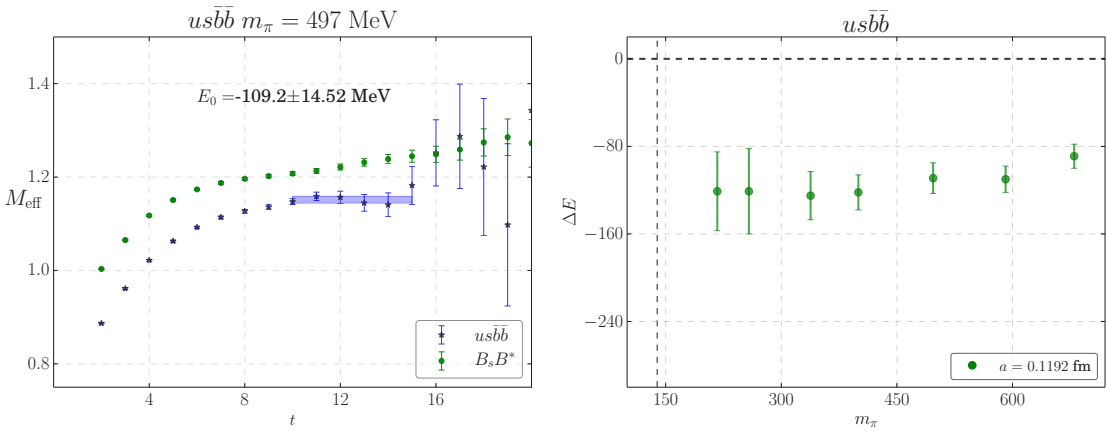 usb̄b̄ m_π = 497 MeV
M_eff
1.4
1.2
1.0
0.8
E_0 =-109.2±14.52 MeV
usb̄b̄
B_sB*
4
8
12
16
t
usb̄b̄
ΔE
0
−80
−160
−240
a = 0.1192 fm
150
300
450
600
m_π